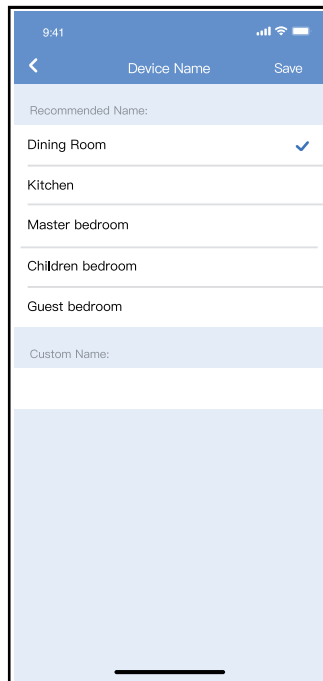 9:41
Device Name
Save
Recommended Name:
Dining Room
Kitchen
Master bedroom
Children bedroom
Guest bedroom
Custom Name: